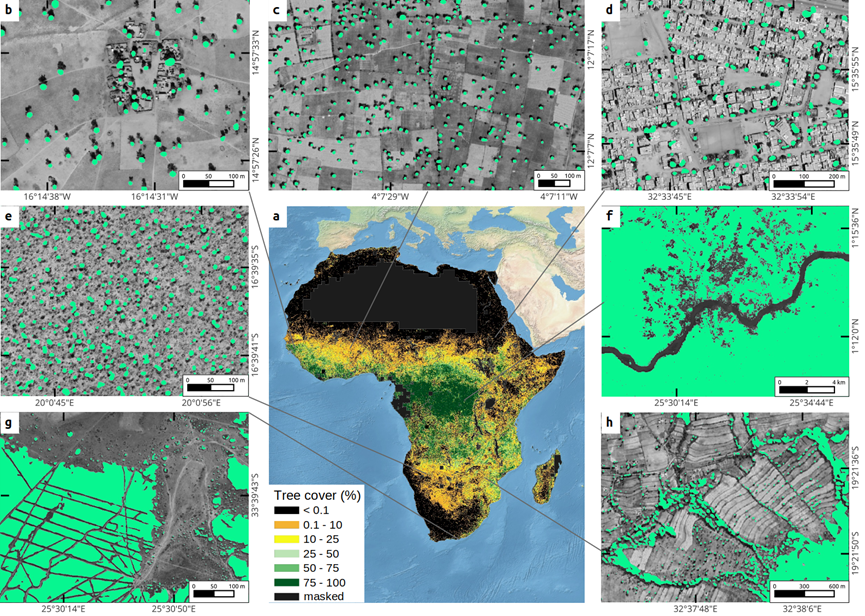 b
14°57'33"N
14°57'26"N
0 50 100 m
16°14'38"W 16°14'31"W
c
12°7'17"N
12°7'7"N
0 50 100 m
4°7'29"W 4°7'11"W
d
15°35'55"N
15°35'49"N
0 100 200 m
32°33'45"E 32°33'54"E
e
16°39'35"S
16°39'41"S
0 50 100 m
20°0'45"E 20°0'56"E
a
Tree cover (%)
< 0.1
0.1 - 10
10 - 25
25 - 50
50 - 75
75 - 100
masked
f
1°15'36"N
1°12'0"N
0 2 4 km
25°30'14"E 25°34'44"E
g
33°39'43"S
0 50 100 m
25°30'14"E 25°30'50"E
h
19°21'36"S
19°21'50"S
0 300 600 m
32°37'48"E 32°38'6"E